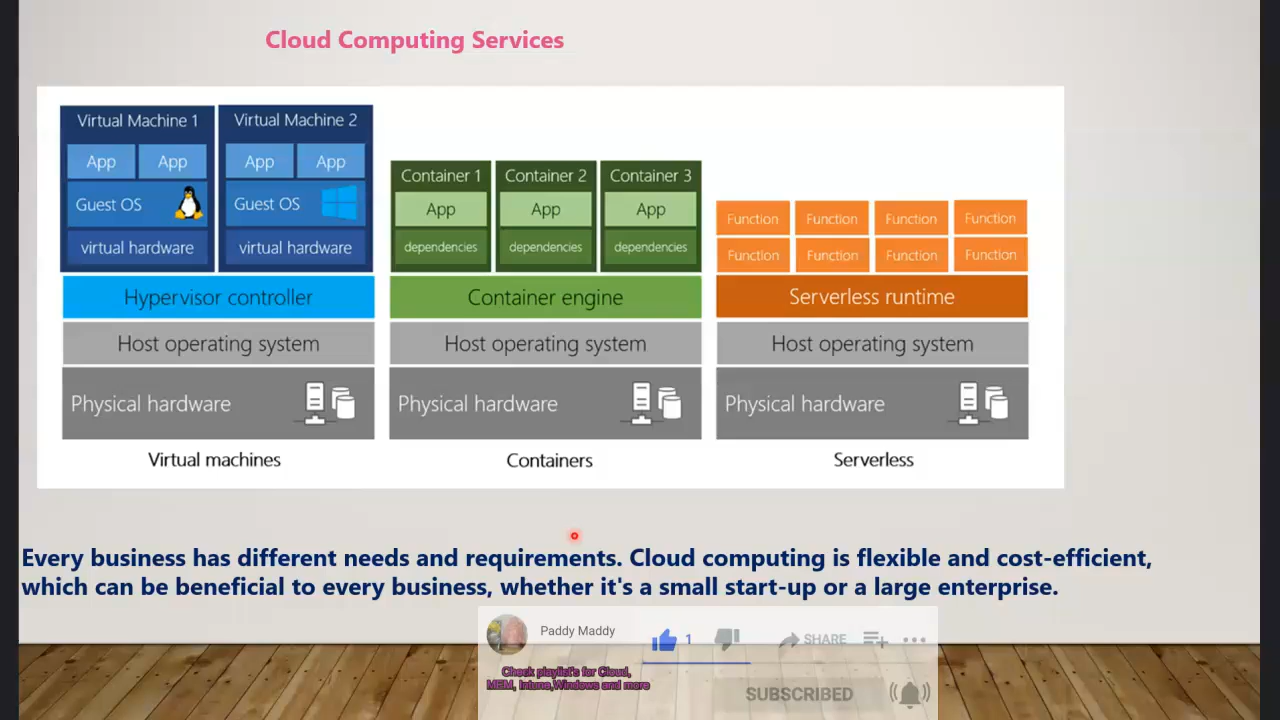 Cloud Computing Services
Virtual Machine 1
App App
Guest OS
virtual hardware
Virtual Machine 2
App App
Guest OS
virtual hardware
Hypervisor controller
Host operating system
Physical hardware
Virtual machines
Container 1
App
dependencies
Container 2
App
dependencies
Container 3
App
dependencies
Container engine
Host operating system
Physical hardware
Containers
Function Function Function Function
Function Function Function Function
Serverless runtime
Host operating system
Physical hardware
Serverless
Every business has different needs and requirements. Cloud computing is flexible and cost-efficient,
which can be beneficial to every business, whether it's a small start-up or a large enterprise.
Paddy Maddy
1
SHARE
Check playlist's for Cloud,
MEM, Intune,Windows and more
SUBSCRIBED